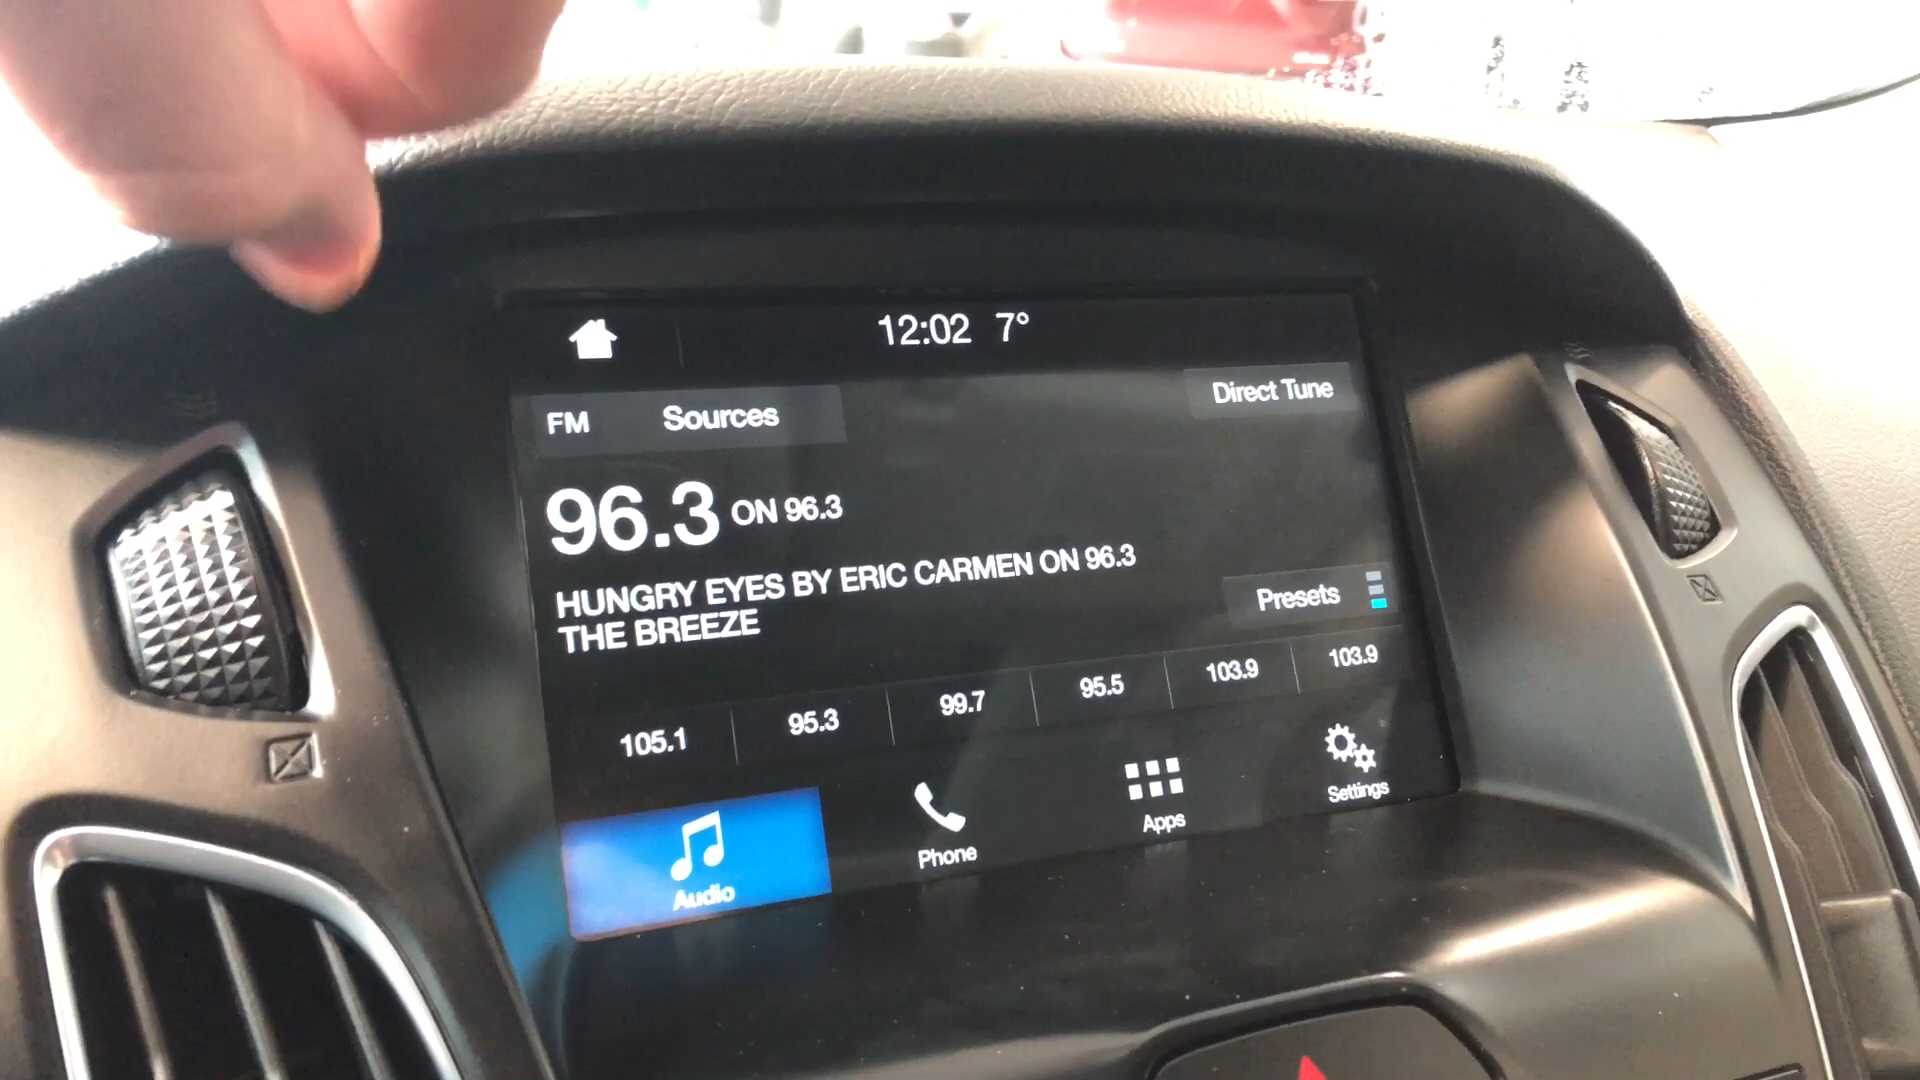 12:02 7°
FM Sources
Direct Tune
96.3 ON 96.3
HUNGRY EYES BY ERIC CARMEN ON 96.3
THE BREEZE
Presets
105.1 95.3 99.7 95.5 103.9 103.9
Audio Phone Apps Settings